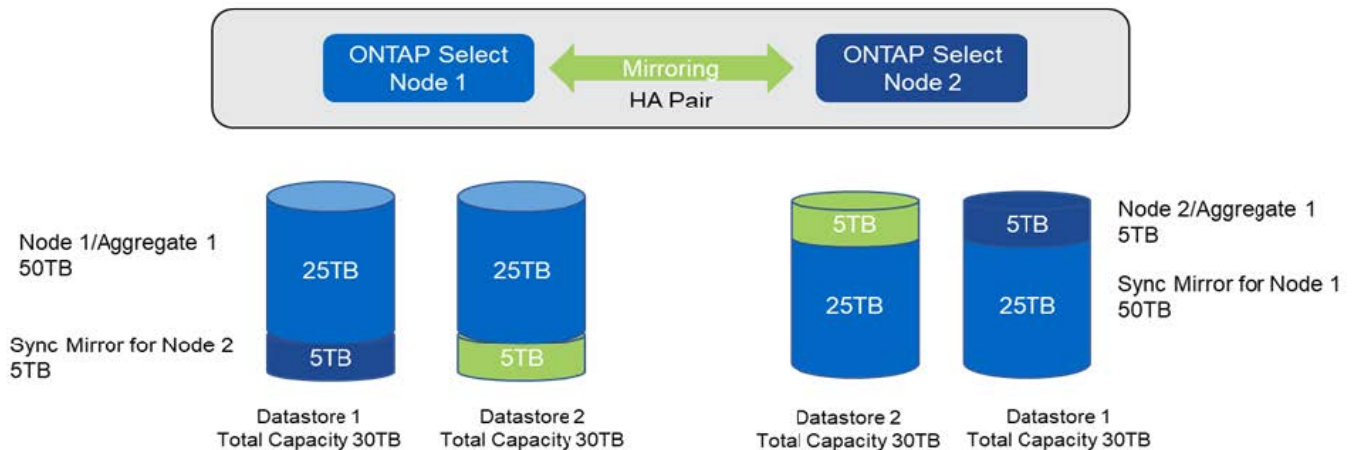 ONTAP Select
Node 1
Mirroring
HA Pair
ONTAP Select
Node 2
Node 1/Aggregate 1
50TB
Sync Mirror for Node 2
5TB
25TB
5TB
25TB
5TB
5TB
25TB
5TB
25TB
Node 2/Aggregate 1
5TB
Sync Mirror for Node 1
50TB
Datastore 1
Total Capacity 30TB
Datastore 2
Total Capacity 30TB
Datastore 2
Total Capacity 30TB
Datastore 1
Total Capacity 30TB